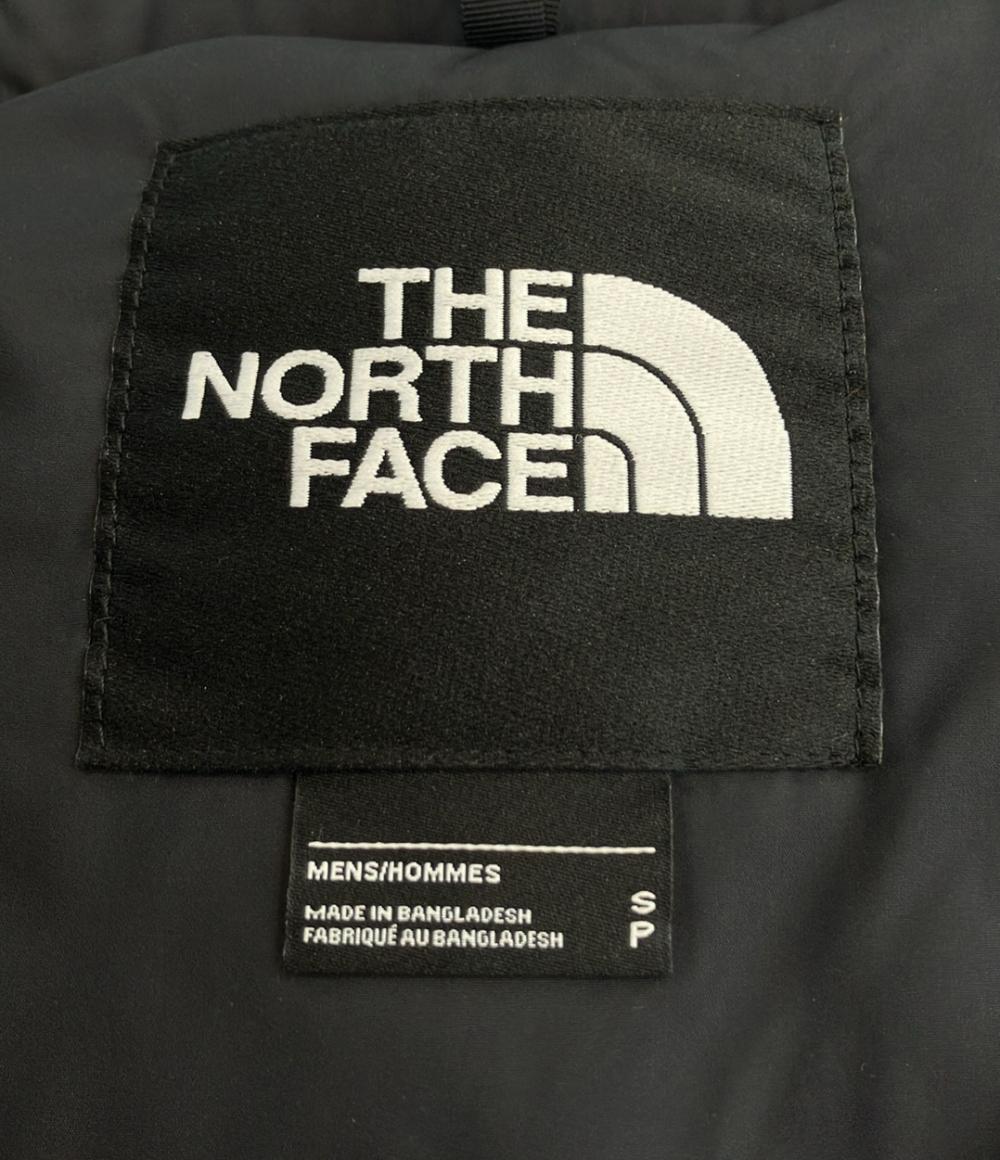 THE
NORTH
FACE
MENS/HOMMES
MADE IN BANGLADESH
FABRIQUÉ AU BANGLADESH
S
P